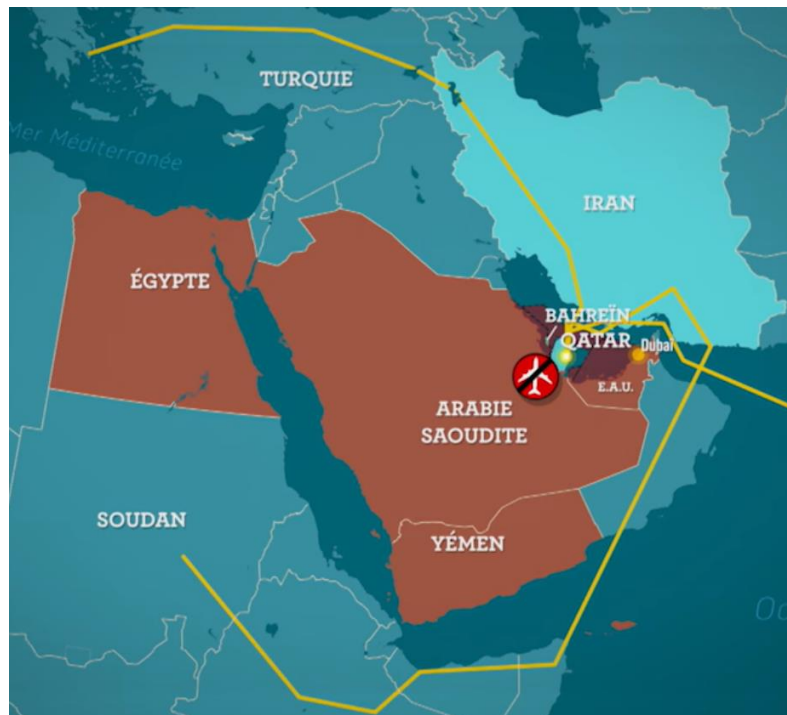 TURQUIE
Mer Méditerranée
IRAN
ÉGYPTE
BAHREÏN
QATAR
Dubaï
E.A.U.
ARABIE
SAOUDITE
SOUDAN
YÉMEN